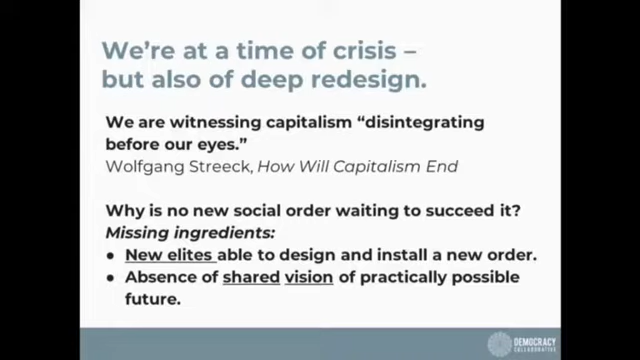 We're at a time of crisis –
but also of deep redesign.
We are witnessing capitalism “disintegrating
before our eyes.”
Wolfgang Streeck, How Will Capitalism End
Why is no new social order waiting to succeed it?
Missing ingredients:
● New elites able to design and install a new order.
● Absence of shared vision of practically possible
future.
DEMOCRACY
COLLABORATIVE